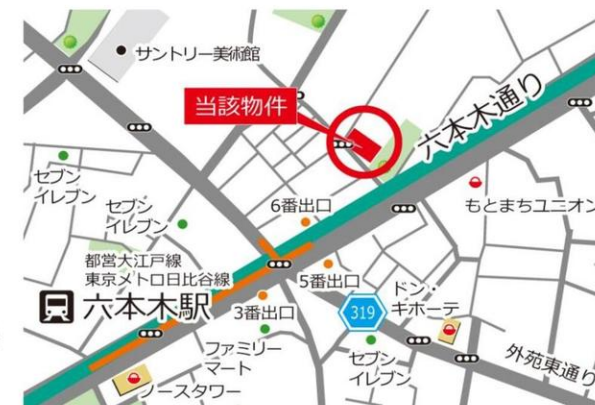 サントリー美術館
当該物件
六本木通り
セブン
イレブン
セブン
イレブン
6番出口
もとまちユニオン
都営大江戸線
東京メトロ日比谷線
六本木駅
5番出口
3番出口
319
ドン・
キホーテ
ファミリー
マート
セブン
イレブン
外苑東通り
ノースタワー